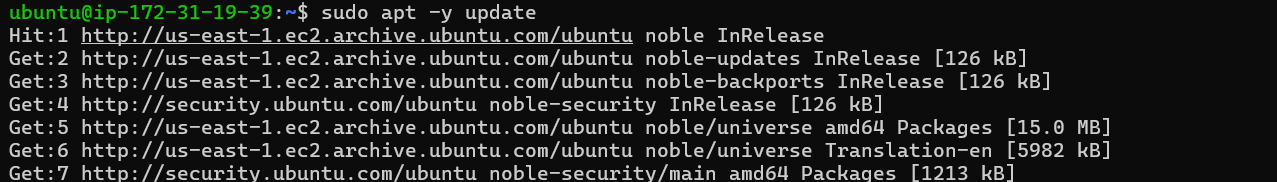 ubuntu@ip-172-31-19-39:~$ sudo apt -y update
Hit:1 http://us-east-1.ec2.archive.ubuntu.com/ubuntu noble InRelease
Get:2 http://us-east-1.ec2.archive.ubuntu.com/ubuntu noble-updates InRelease [126 kB]
Get:3 http://us-east-1.ec2.archive.ubuntu.com/ubuntu noble-backports InRelease [126 kB]
Get:4 http://security.ubuntu.com/ubuntu noble-security InRelease [126 kB]
Get:5 http://us-east-1.ec2.archive.ubuntu.com/ubuntu noble/universe amd64 Packages [15.0 MB]
Get:6 http://us-east-1.ec2.archive.ubuntu.com/ubuntu noble/universe Translation-en [5982 kB]
Get:7 http://security.ubuntu.com/ubuntu noble-security/main amd64 Packages [1213 kB]